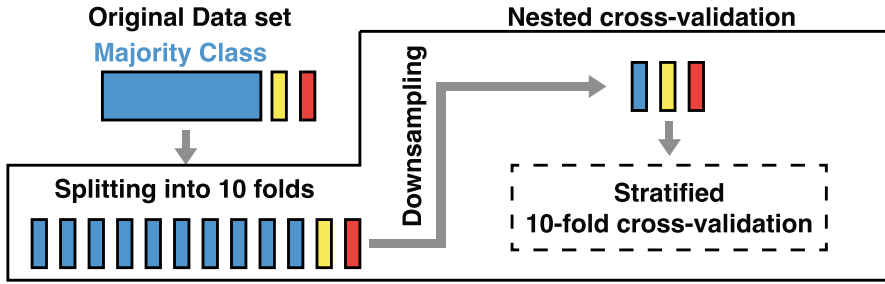 Original Data set
Majority Class
Splitting into 10 folds
Downsampling
Nested cross-validation
Stratified
10-fold cross-validation